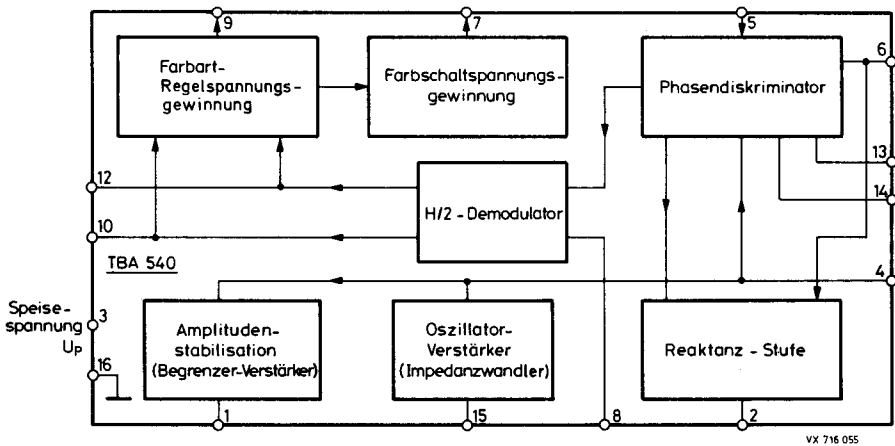 9
7
5
Farbart-
Regelspannungs-
gewinnung
Farbschaltspannungs-
gewinnung
Phasendiskriminator
6
13
14
12
10
H/2 - Demodulator
TBA 540
4
Speise-
spannung
Up
3
16
Amplituden-
stabilisation
(Begrenzer-Verstärker)
Oszillator-
Verstärker
(Impedanzwandler)
Reaktanz - Stufe
1
15
8
2
VX 716 055